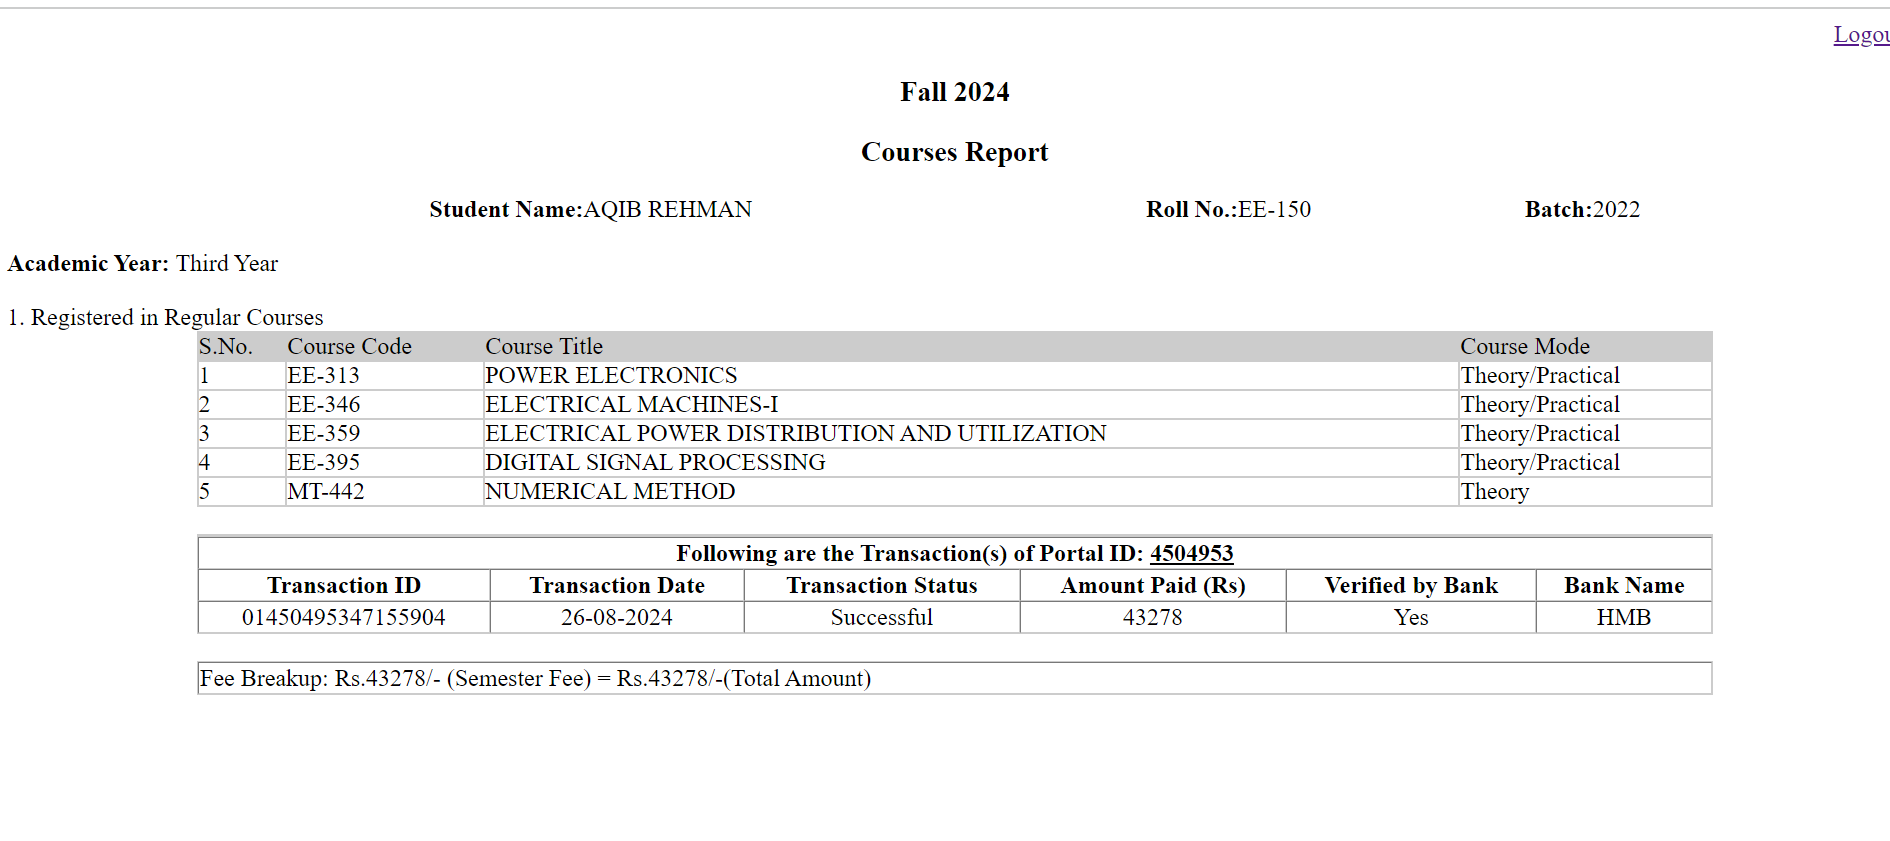 Logou
Fall 2024
Courses Report
Student Name:AQIB REHMAN Roll No.:EE-150 Batch:2022
Academic Year: Third Year
1. Registered in Regular Courses
S.No. Course Code Course Title Course Mode
1 EE-313 POWER ELECTRONICS Theory/Practical
2 EE-346 ELECTRICAL MACHINES-I Theory/Practical
3 EE-359 ELECTRICAL POWER DISTRIBUTION AND UTILIZATION Theory/Practical
4 EE-395 DIGITAL SIGNAL PROCESSING Theory/Practical
5 MT-442 NUMERICAL METHOD Theory
Following are the Transaction(s) of Portal ID: 4504953
Transaction ID Transaction Date Transaction Status Amount Paid (Rs) Verified by Bank Bank Name
01450495347155904 26-08-2024 Successful 43278 Yes HMB
Fee Breakup: Rs.43278/- (Semester Fee) = Rs.43278/-(Total Amount)